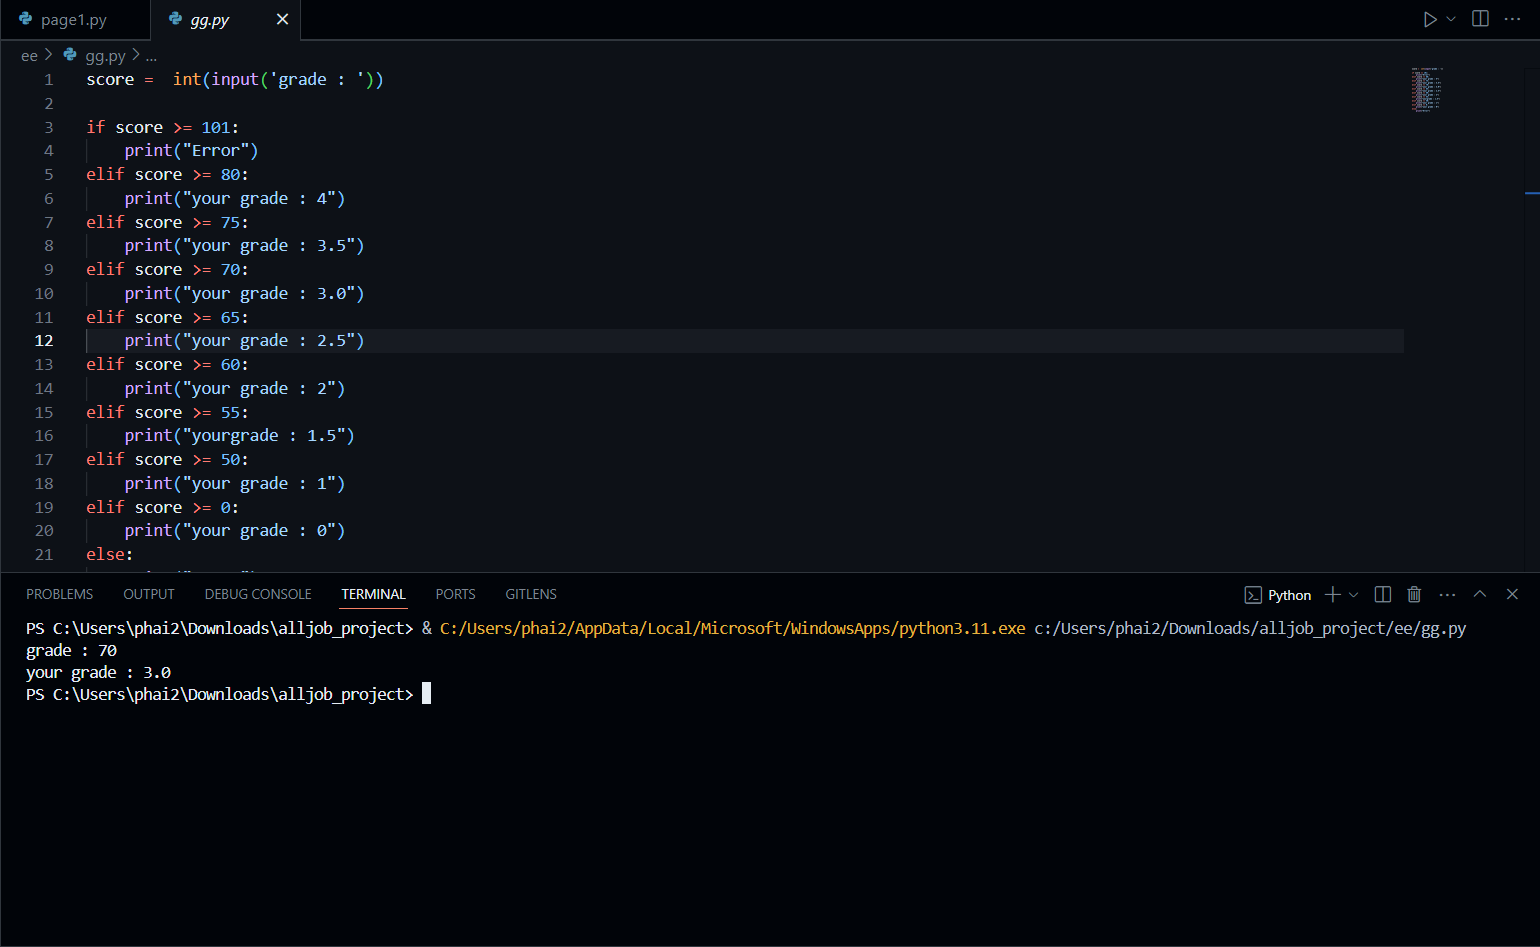 page1.py gg.py
ee > gg.py > ...
1 score =  int(input('grade : '))
2
3 if score >= 101:
4     print("Error")
5 elif score >= 80:
6     print("your grade : 4")
7 elif score >= 75:
8     print("your grade : 3.5")
9 elif score >= 70:
10     print("your grade : 3.0")
11 elif score >= 65:
12     print("your grade : 2.5")
13 elif score >= 60:
14     print("your grade : 2")
15 elif score >= 55:
16     print("yourgrade : 1.5")
17 elif score >= 50:
18     print("your grade : 1")
19 elif score >= 0:
20     print("your grade : 0")
21 else:
PROBLEMS OUTPUT DEBUG CONSOLE TERMINAL PORTS GITLENS Python
PS C:\Users\phai2\Downloads\alljob_project> & C:/Users/phai2/AppData/Local/Microsoft/WindowsApps/python3.11.exe c:/Users/phai2/Downloads/alljob_project/ee/gg.py
grade : 70
your grade : 3.0
PS C:\Users\phai2\Downloads\alljob_project>